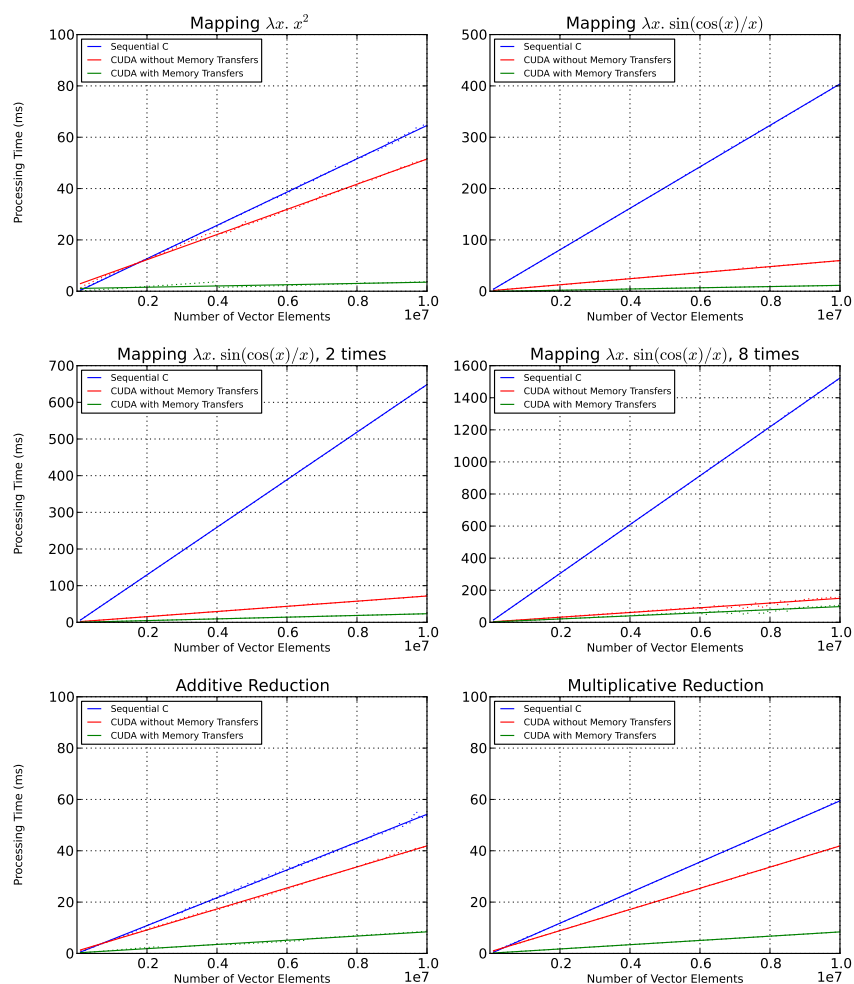 Mapping λx. x²
100
80
60
40
20
0
Processing Time (ms)
Sequential C
CUDA without Memory Transfers
CUDA with Memory Transfers
0.2 0.4 0.6 0.8 1.0
1e7
Number of Vector Elements
Mapping λx. sin(cos(x)/x)
500
400
300
200
100
0
Sequential C
CUDA without Memory Transfers
CUDA with Memory Transfers
0.2 0.4 0.6 0.8 1.0
1e7
Number of Vector Elements
Mapping λx. sin(cos(x)/x), 2 times
700
600
500
400
300
200
100
0
Processing Time (ms)
Sequential C
CUDA without Memory Transfers
CUDA with Memory Transfers
0.2 0.4 0.6 0.8 1.0
1e7
Number of Vector Elements
Mapping λx. sin(cos(x)/x), 8 times
1600
1400
1200
1000
800
600
400
200
0
Sequential C
CUDA without Memory Transfers
CUDA with Memory Transfers
0.2 0.4 0.6 0.8 1.0
1e7
Number of Vector Elements
Additive Reduction
100
80
60
40
20
0
Processing Time (ms)
Sequential C
CUDA without Memory Transfers
CUDA with Memory Transfers
0.2 0.4 0.6 0.8 1.0
1e7
Number of Vector Elements
Multiplicative Reduction
100
80
60
40
20
0
Sequential C
CUDA without Memory Transfers
CUDA with Memory Transfers
0.2 0.4 0.6 0.8 1.0
1e7
Number of Vector Elements